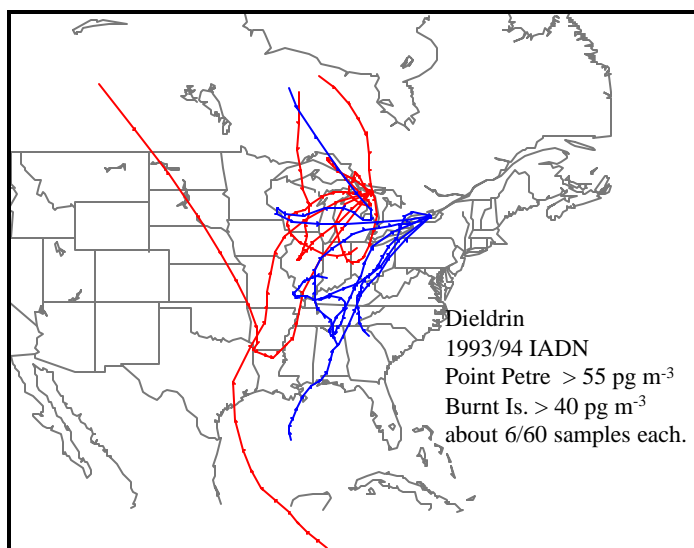 Dieldrin
1993/94 IADN
Point Petre > 55 pg m-3
Burnt Is. > 40 pg m-3
about 6/60 samples each.